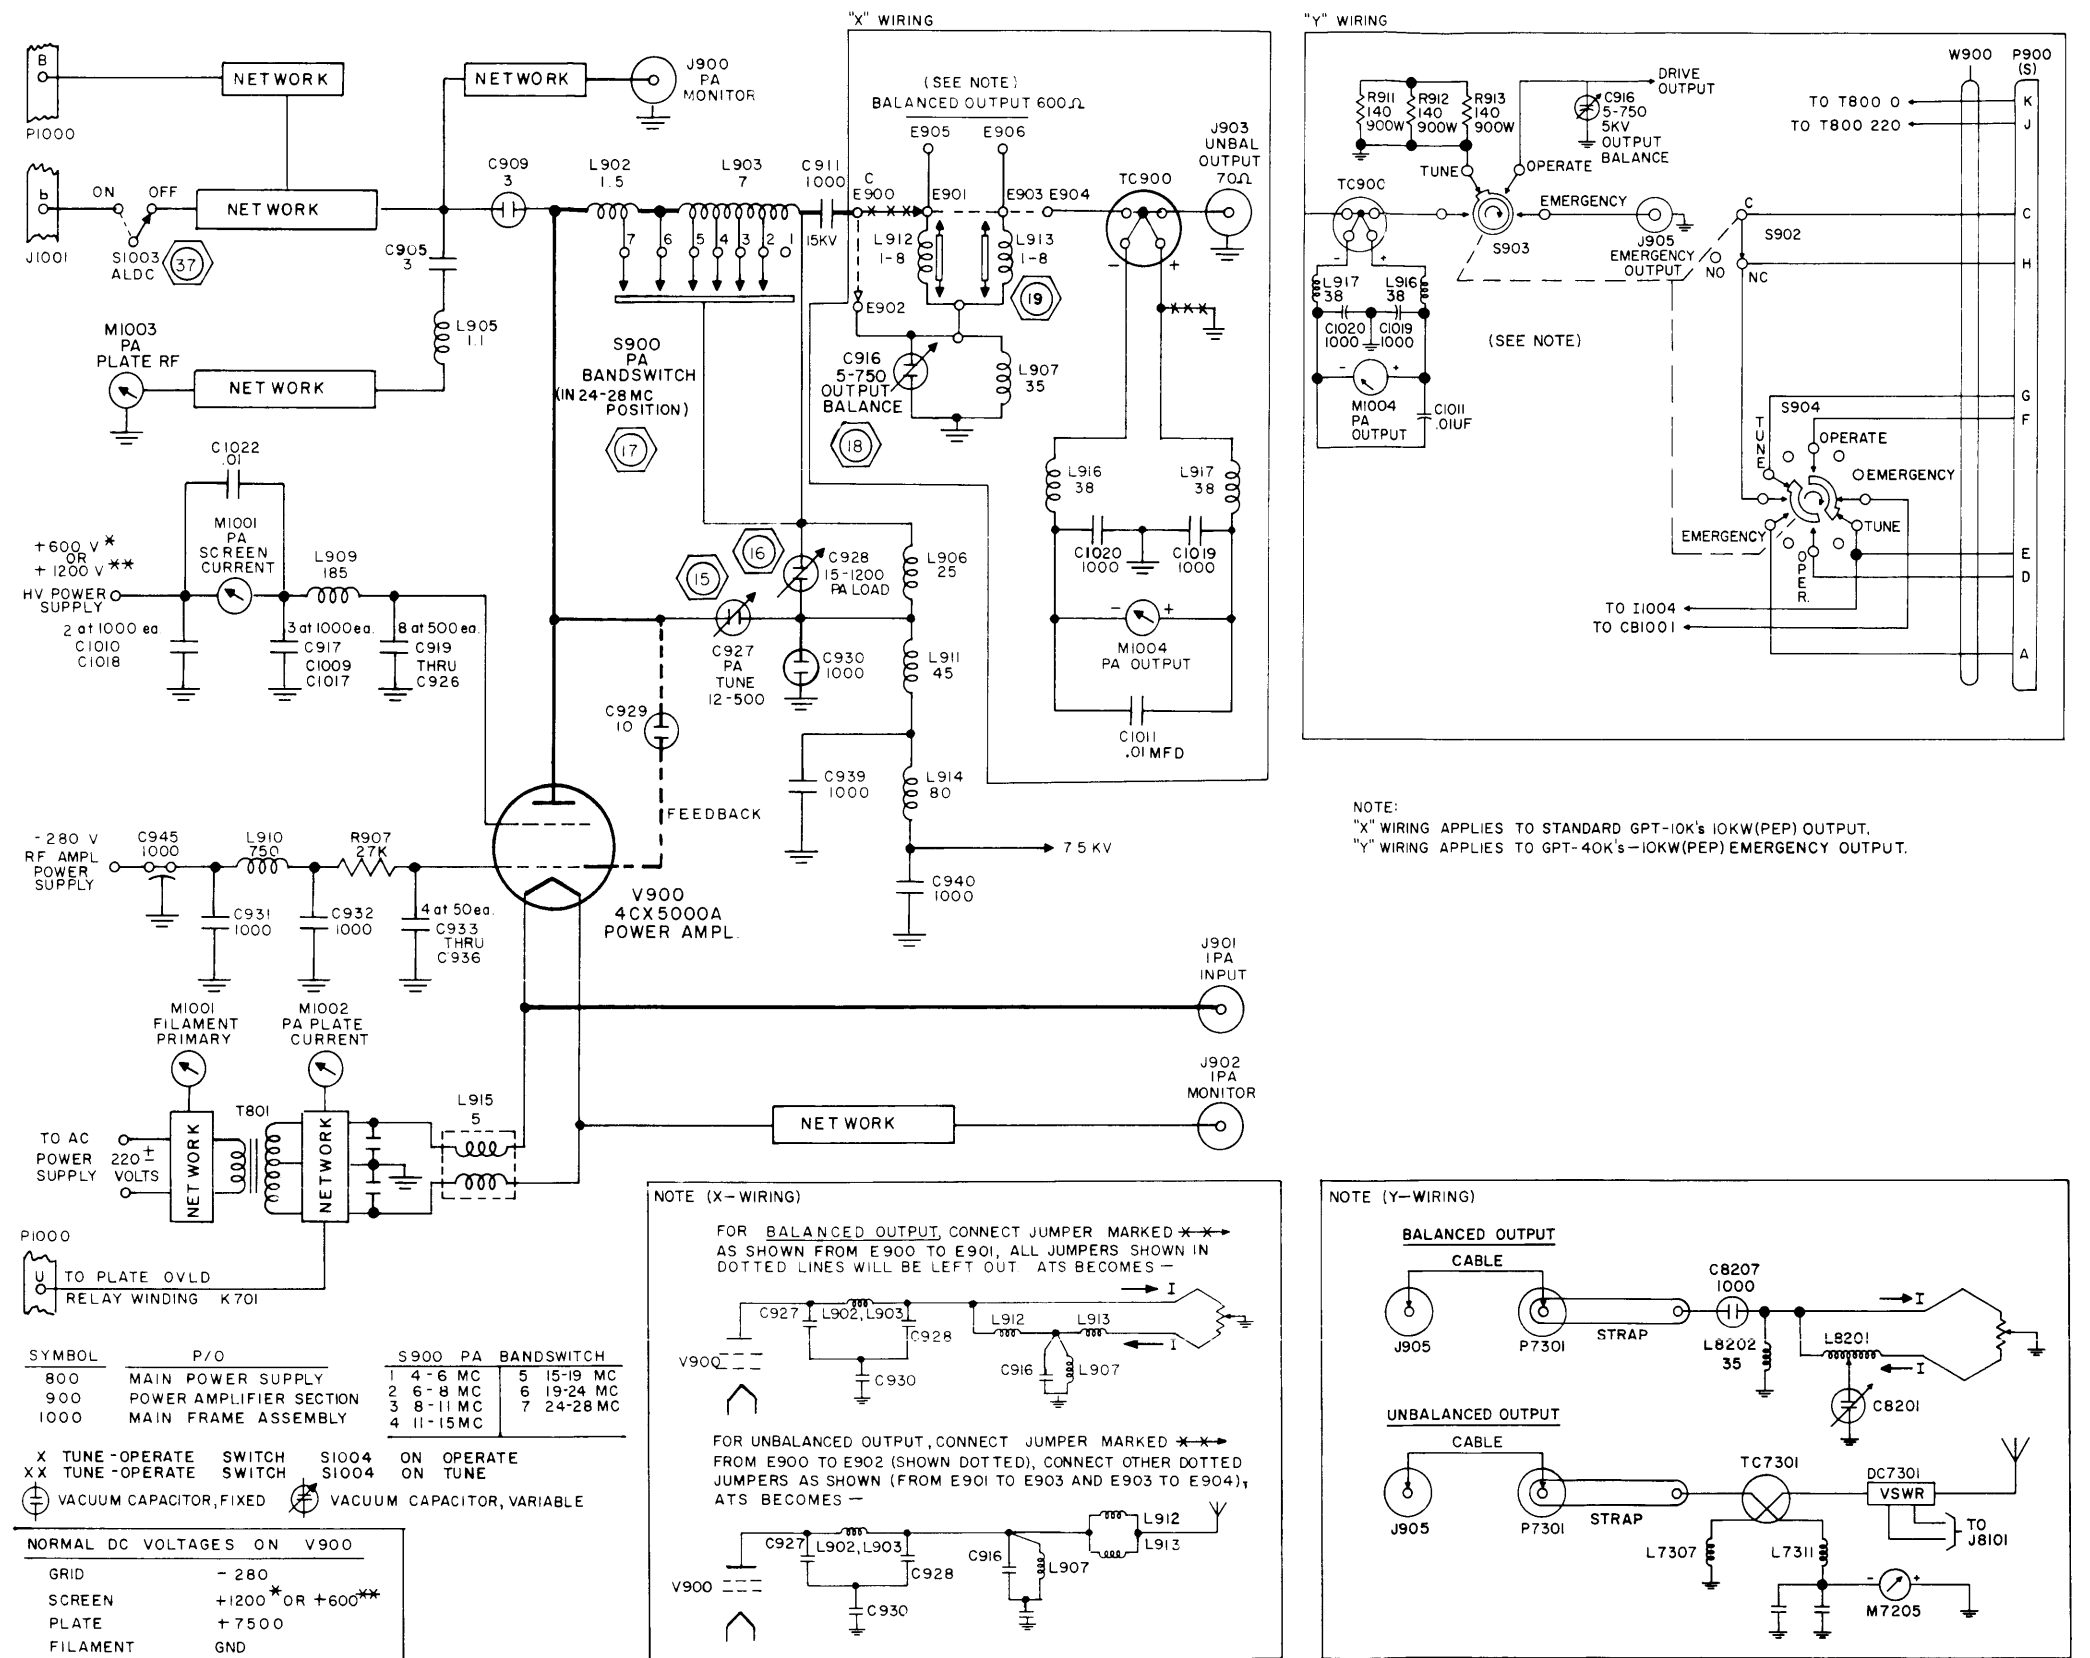 "X" WIRING
"Y" WIRING
B
P1000
NETWORK
NETWORK
J900
PA
MONITOR
b
J1001
ON
OFF
S1003
ALDC
37
NETWORK
C909
3
C905
3
L905
1.1
M1003
PA
PLATE RF
NETWORK
L902
1.5
L903
7
C911
1000
15KV
7
6
5
4
3
2
1
S900
PA
BANDSWITCH
(IN 24-28 MC
POSITION)
17
(SEE NOTE)
BALANCED OUTPUT 600Ω
E905
E906
C
E900
E901
E903
E904
TC900
J903
UNBAL
OUTPUT
70Ω
L912
1-8
L913
1-8
19
E902
C916
5-750
OUTPUT
BALANCE
18
L907
35
-
+
L916
38
L917
38
C1020
1000
C1019
1000
-
+
M1004
PA OUTPUT
C1011
.01MFD
C1022
.01
M1001
PA
SCREEN
CURRENT
+600 V *
OR
+1200 V **
HV POWER
SUPPLY
L909
185
2 at 1000 ea.
C1010
C1018
3 at 1000 ea.
C917
C1009
C1017
8 at 500 ea.
C919
THRU
C926
15
16
C928
15-1200
PA LOAD
L906
25
C927
PA
TUNE
12-500
C930
1000
L911
45
C929
10
FEEDBACK
C939
1000
L914
80
7.5 KV
C940
1000
-280 V
RF AMPL
POWER
SUPPLY
C945
1000
L910
750
R907
27K
C931
1000
C932
1000
4 at 50 ea.
C933
THRU
C936
V900
4CX5000A
POWER AMPL.
J901
IPA
INPUT
J902
IPA
MONITOR
NETWORK
M1001
FILAMENT
PRIMARY
M1002
PA PLATE
CURRENT
TO AC
POWER
SUPPLY
220 ±
VOLTS
NETWORK
T801
NETWORK
L915
5
P1000
U
TO PLATE OVLD
RELAY WINDING K701
R911
140
900W
R912
140
900W
R913
140
900W
DRIVE
OUTPUT
C916
5-750
5KV
OUTPUT
BALANCE
TUNE
OPERATE
TC900
S903
EMERGENCY
J905
EMERGENCY
OUTPUT
C
S902
NO
NC
-
+
L917
38
L916
38
C1020
1000
C1019
1000
-
+
M1004
PA
OUTPUT
C1011
.01UF
(SEE NOTE)
W900
P900
(S)
TO T800 0
TO T800 220
K
J
C
H
G
F
E
D
A
S904
TUNE
OPERATE
EMERGENCY
TUNE
EMERGENCY
OPER.
TO I1004
TO CB1001
NOTE:
"X" WIRING APPLIES TO STANDARD GPT-10K's 10KW(PEP) OUTPUT.
"Y" WIRING APPLIES TO GPT-40K's-10KW(PEP) EMERGENCY OUTPUT.
SYMBOL P/O
800 MAIN POWER SUPPLY
900 POWER AMPLIFIER SECTION
1000 MAIN FRAME ASSEMBLY
S900 PA BANDSWITCH
1 4-6 MC 5 15-19 MC
2 6-8 MC 6 19-24 MC
3 8-11 MC 7 24-28 MC
4 11-15 MC
X TUNE-OPERATE SWITCH S1004 ON OPERATE
XX TUNE-OPERATE SWITCH S1004 ON TUNE
VACUUM CAPACITOR, FIXED
VACUUM CAPACITOR, VARIABLE
NORMAL DC VOLTAGES ON V900
GRID -280
SCREEN +1200 * OR +600 **
PLATE +7500
FILAMENT GND
NOTE (X-WIRING)
FOR BALANCED OUTPUT, CONNECT JUMPER MARKED
AS SHOWN FROM E900 TO E901, ALL JUMPERS SHOWN IN
DOTTED LINES WILL BE LEFT OUT. ATS BECOMES —
C927
L902, L903
C928
V900
C930
L912
L913
C916
L907
I
I
FOR UNBALANCED OUTPUT, CONNECT JUMPER MARKED
FROM E900 TO E902 (SHOWN DOTTED), CONNECT OTHER DOTTED
JUMPERS AS SHOWN (FROM E901 TO E903 AND E903 TO E904),
ATS BECOMES —
C927
L902, L903
C928
V900
C930
C916
L907
L912
L913
NOTE (Y-WIRING)
BALANCED OUTPUT
CABLE
J905
P7301
STRAP
C8207
1000
L8202
35
L8201
I
I
C8201
UNBALANCED OUTPUT
CABLE
J905
P7301
STRAP
TC7301
DC7301
VSWR
TO
J8101
L7307
L7311
-
+
M7205